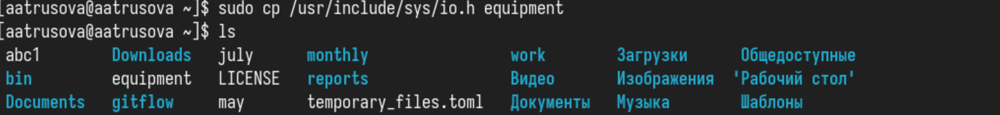 [aatrusova@aatrusova ~]$ sudo cp /usr/include/sys/io.h equipment
[aatrusova@aatrusova ~]$ ls
abc1 Downloads july monthly work Загрузки Общедоступные
bin equipment LICENSE reports Видео Изображения 'Рабочий стол'
Documents gitflow may temporary_files.toml Документы Музыка Шаблоны